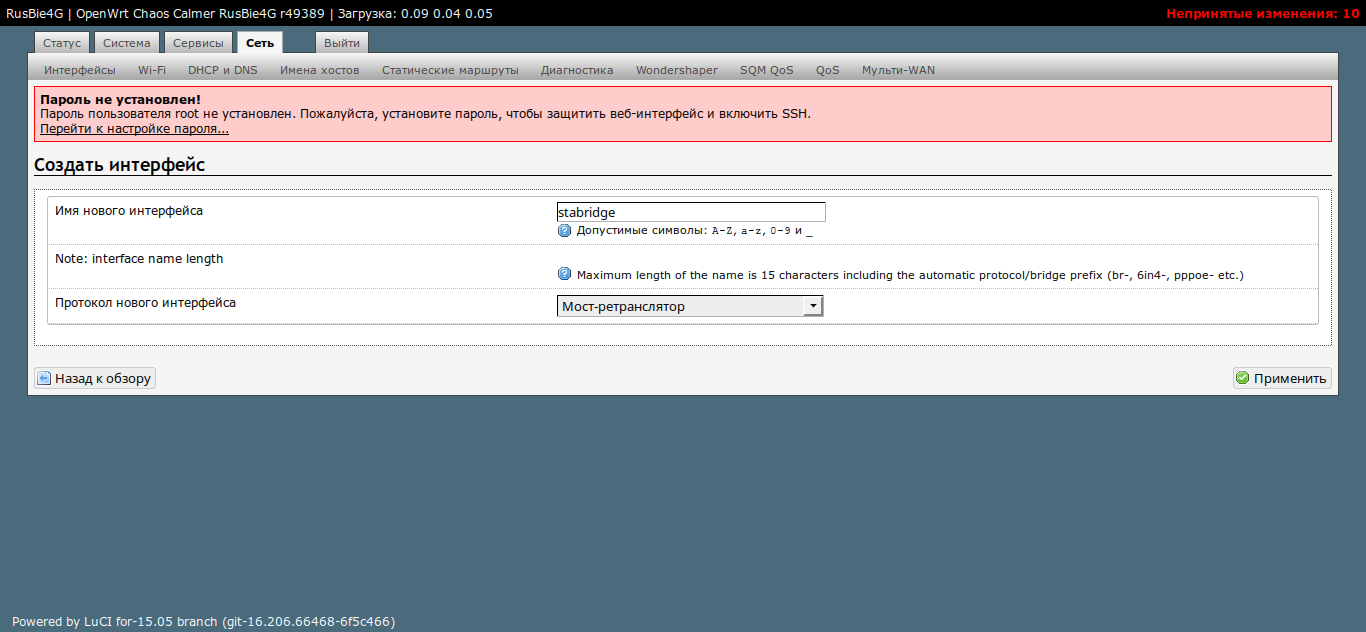 RusBie4G | OpenWrt Chaos Calmer RusBie4G r49389 | Загрузка: 0.09 0.04 0.05 Непринятые изменения: 10
Статус Система Сервисы Сеть Выйти
Интерфейсы Wi-Fi DHCP и DNS Имена хостов Статические маршруты Диагностика Wondershaper SQM QoS QoS Мульти-WAN
Пароль не установлен!
Пароль пользователя root не установлен. Пожалуйста, установите пароль, чтобы защитить веб-интерфейс и включить SSH.
Перейти к настройке пароля...
Создать интерфейс
Имя нового интерфейса stabridge
Допустимые символы: A-Z, a-z, 0-9 и _
Note: interface name length
Maximum length of the name is 15 characters including the automatic protocol/bridge prefix (br-, 6in4-, pppoe- etc.)
Протокол нового интерфейса Мост-ретранслятор
Назад к обзору Применить
Powered by LuCI for-15.05 branch (git-16.206.66468-6f5c466)